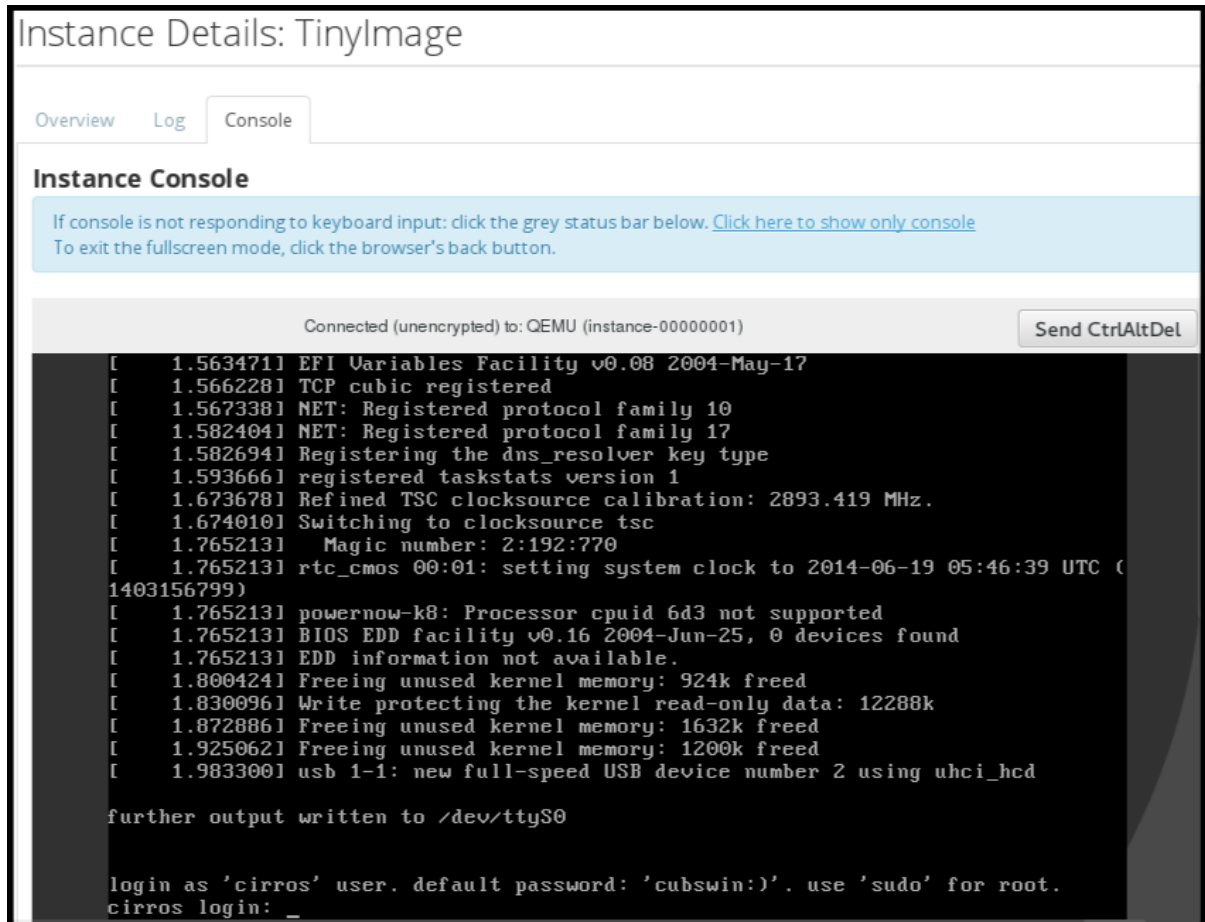 Instance Details: TinyImage
Overview Log Console
Instance Console
If console is not responding to keyboard input: click the grey status bar below. Click here to show only console
To exit the fullscreen mode, click the browser's back button.
Connected (unencrypted) to: QEMU (instance-00000001)
Send CtrlAltDel
[    1.563471] EFI Variables Facility v0.08 2004-May-17
[    1.566228] TCP cubic registered
[    1.567338] NET: Registered protocol family 10
[    1.582404] NET: Registered protocol family 17
[    1.582694] Registering the dns_resolver key type
[    1.593666] registered taskstats version 1
[    1.673678] Refined TSC clocksource calibration: 2893.419 MHz.
[    1.674010] Switching to clocksource tsc
[    1.765213]   Magic number: 2:192:770
[    1.765213] rtc_cmos 00:01: setting system clock to 2014-06-19 05:46:39 UTC (
1403156799)
[    1.765213] powernow-k8: Processor cpuid 6d3 not supported
[    1.765213] BIOS EDD facility v0.16 2004-Jun-25, 0 devices found
[    1.765213] EDD information not available.
[    1.800424] Freeing unused kernel memory: 924k freed
[    1.830096] Write protecting the kernel read-only data: 12288k
[    1.872886] Freeing unused kernel memory: 1632k freed
[    1.925062] Freeing unused kernel memory: 1200k freed
[    1.983300] usb 1-1: new full-speed USB device number 2 using uhci_hcd
further output written to /dev/ttyS0
login as 'cirros' user. default password: 'cubswin:)'. use 'sudo' for root.
cirros login: _